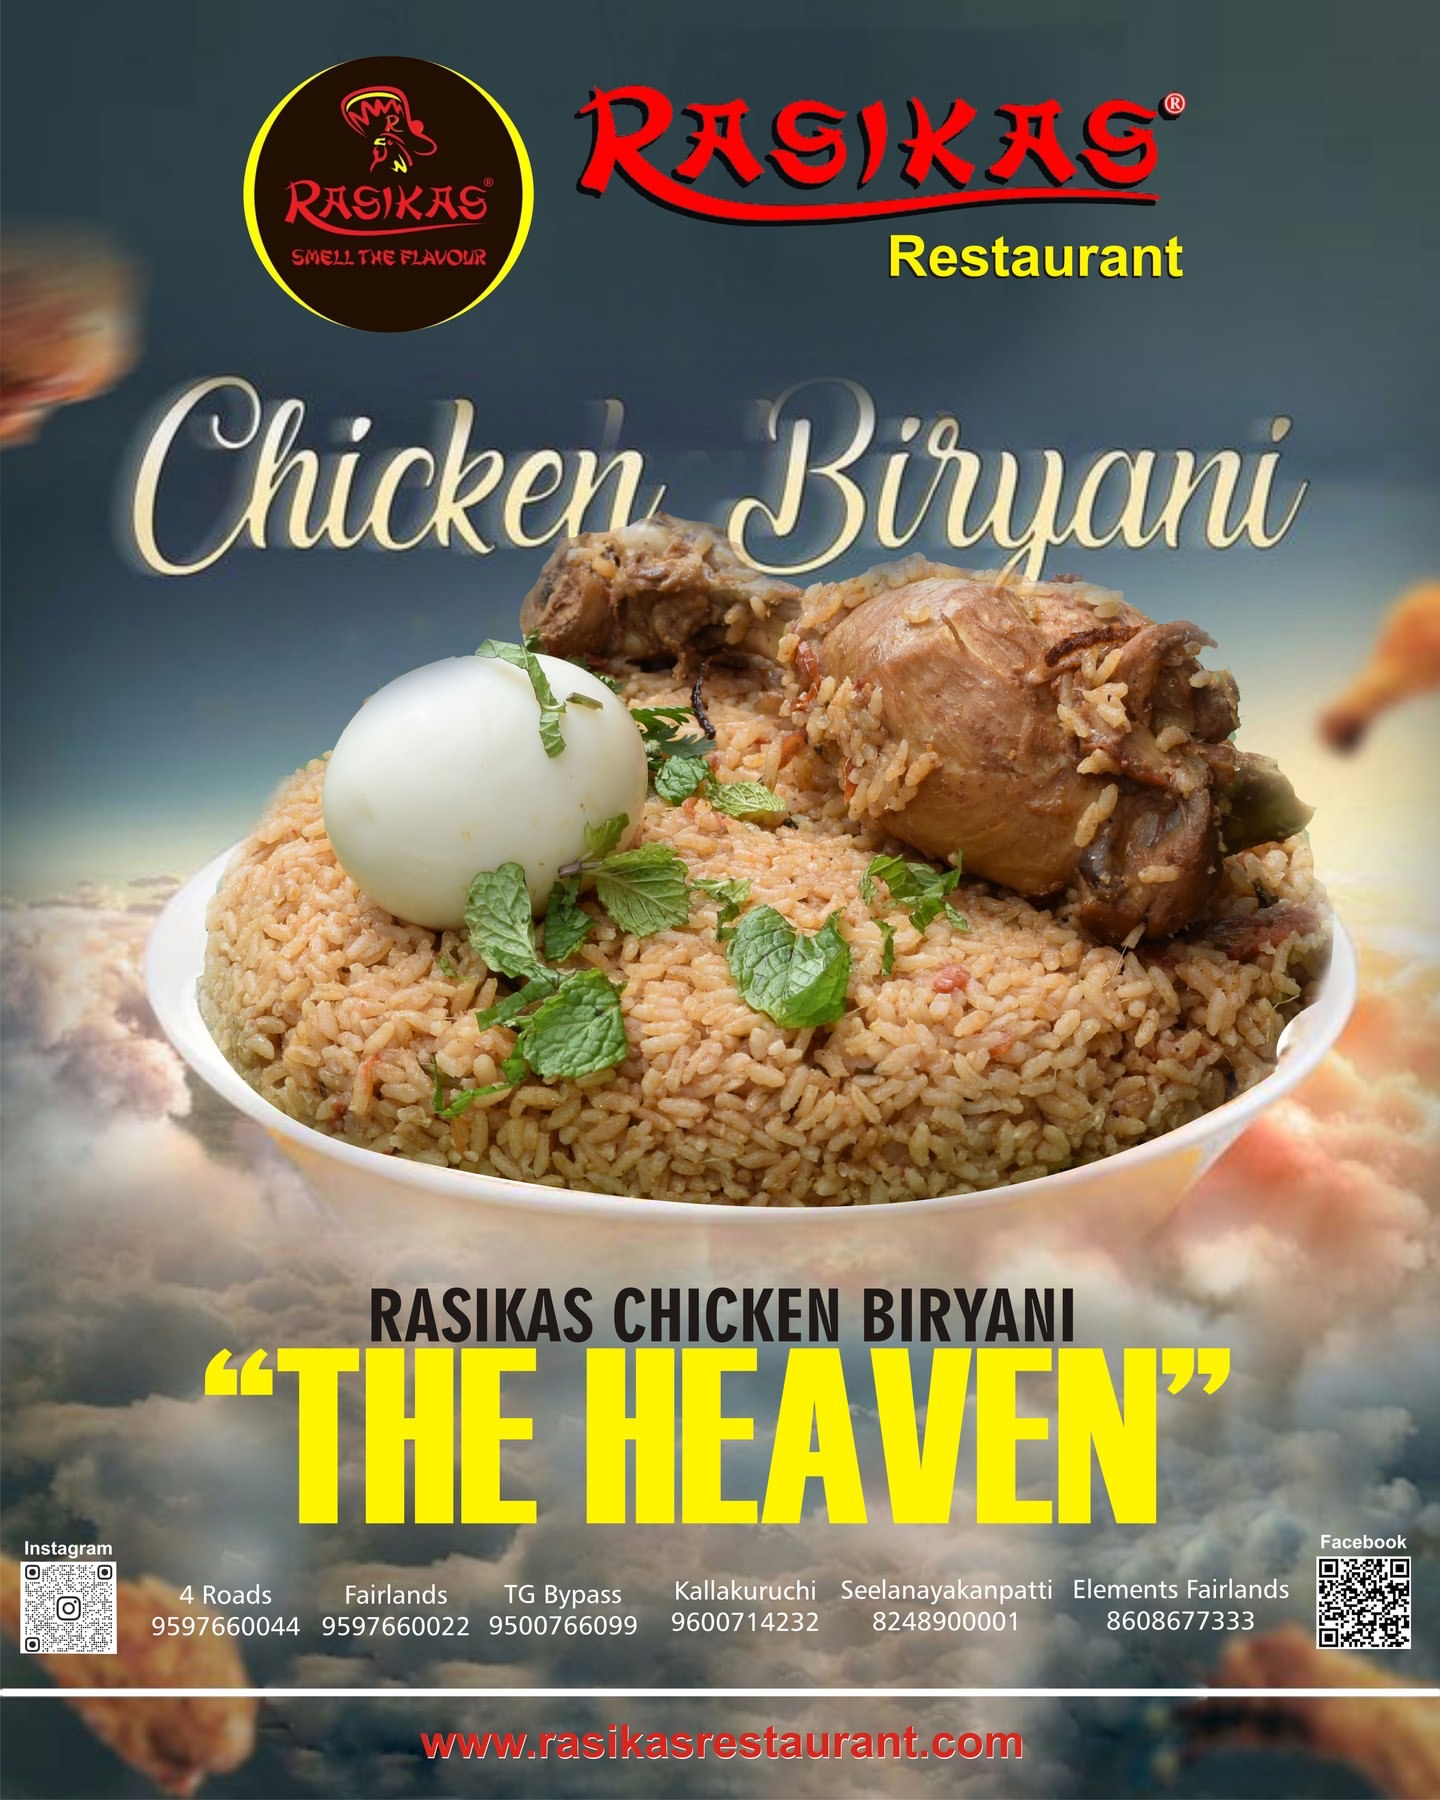 RASIKAS®
SMELL THE FLAVOUR
RASIKAS®
Restaurant
Chicken Biryani
RASIKAS CHICKEN BIRYANI
“THE HEAVEN”
Instagram
Facebook
4 Roads
9597660044
Fairlands
9597660022
TG Bypass
9500766099
Kallakuruchi
9600714232
Seelanayakanpatti
8248900001
Elements Fairlands
8608677333
www.rasikasrestaurant.com